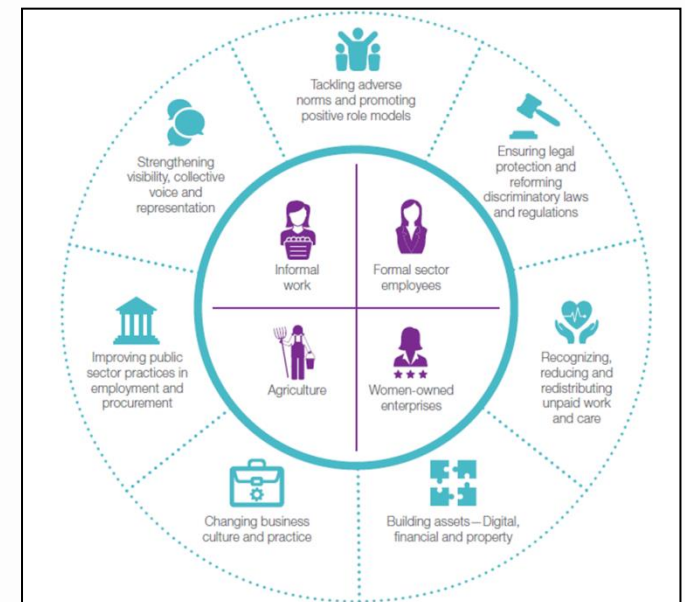 Tackling adverse
norms and promoting
positive role models
Ensuring legal
protection and
reforming
discriminatory laws
and regulations
Recognizing,
reducing and
redistributing
unpaid work
and care
Building assets—Digital,
financial and property
Changing business
culture and practice
Improving public
sector practices in
employment and
procurement
Strengthening
visibility, collective
voice and
representation
Informal
work
Formal sector
employees
Agriculture
Women-owned
enterprises